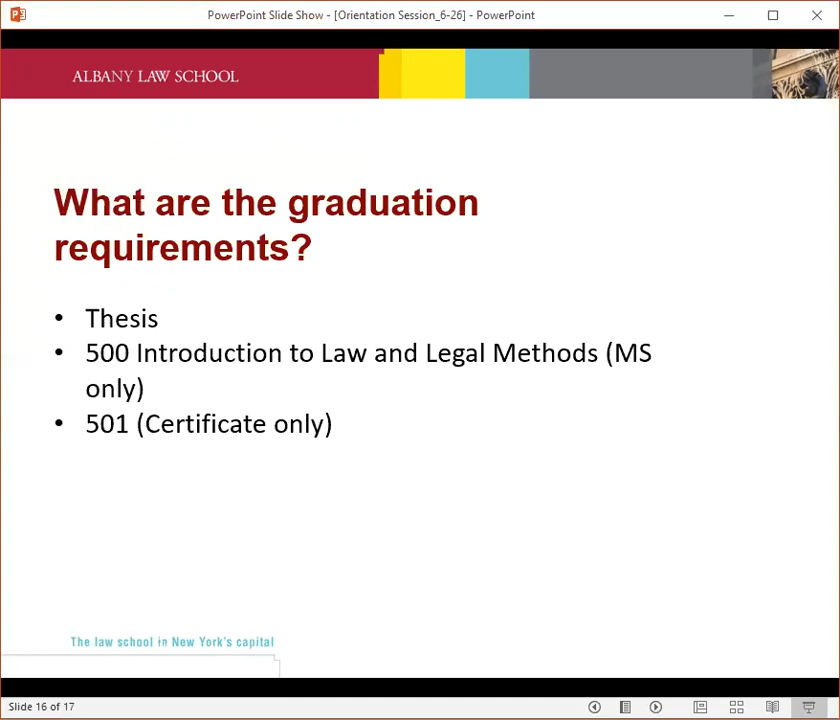 PowerPoint Slide Show - [Orientation Session_6-26] - PowerPoint
ALBANY LAW SCHOOL
What are the graduation
requirements?
• Thesis
• 500 Introduction to Law and Legal Methods (MS
only)
• 501 (Certificate only)
The law school in New York's capital
Slide 16 of 17